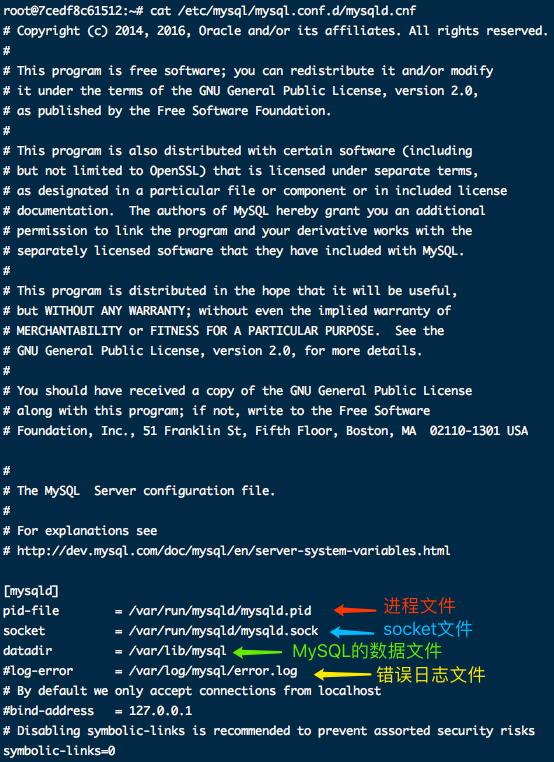 root@7cedf8c61512:~# cat /etc/mysql/mysql.conf.d/mysqld.cnf
# Copyright (c) 2014, 2016, Oracle and/or its affiliates. All rights reserved.
#
# This program is free software; you can redistribute it and/or modify
# it under the terms of the GNU General Public License, version 2.0,
# as published by the Free Software Foundation.
#
# This program is also distributed with certain software (including
# but not limited to OpenSSL) that is licensed under separate terms,
# as designated in a particular file or component or in included license
# documentation.  The authors of MySQL hereby grant you an additional
# permission to link the program and your derivative works with the
# separately licensed software that they have included with MySQL.
#
# This program is distributed in the hope that it will be useful,
# but WITHOUT ANY WARRANTY; without even the implied warranty of
# MERCHANTABILITY or FITNESS FOR A PARTICULAR PURPOSE.  See the
# GNU General Public License, version 2.0, for more details.
#
# You should have received a copy of the GNU General Public License
# along with this program; if not, write to the Free Software
# Foundation, Inc., 51 Franklin St, Fifth Floor, Boston, MA  02110-1301 USA
#
# The MySQL  Server configuration file.
#
# For explanations see
# http://dev.mysql.com/doc/mysql/en/server-system-variables.html
[mysqld]
pid-file        = /var/run/mysqld/mysqld.pid 进程文件
socket          = /var/run/mysqld/mysqld.sock socket文件
datadir         = /var/lib/mysql MySQL的数据文件
#log-error      = /var/log/mysql/error.log 错误日志文件
# By default we only accept connections from localhost
#bind-address   = 127.0.0.1
# Disabling symbolic-links is recommended to prevent assorted security risks
symbolic-links=0